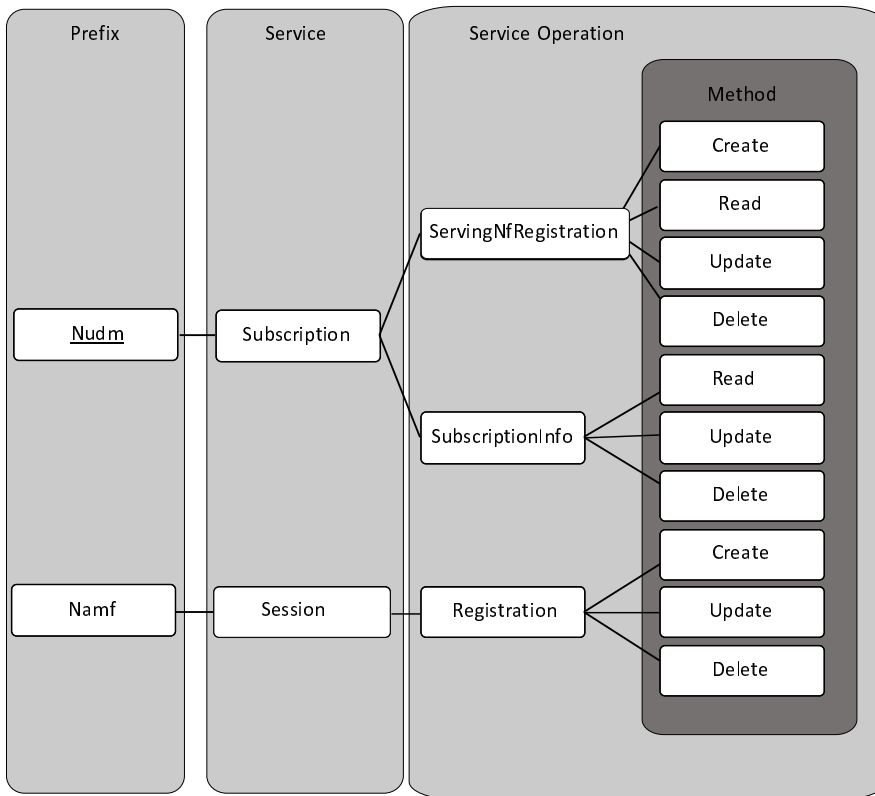 Prefix
Service
Service Operation
Method
Create
Read
ServingNfRegistration
Update
Delete
Nudm
Subscription
Read
SubscriptionInfo
Update
Delete
Create
Namf
Session
Registration
Update
Delete